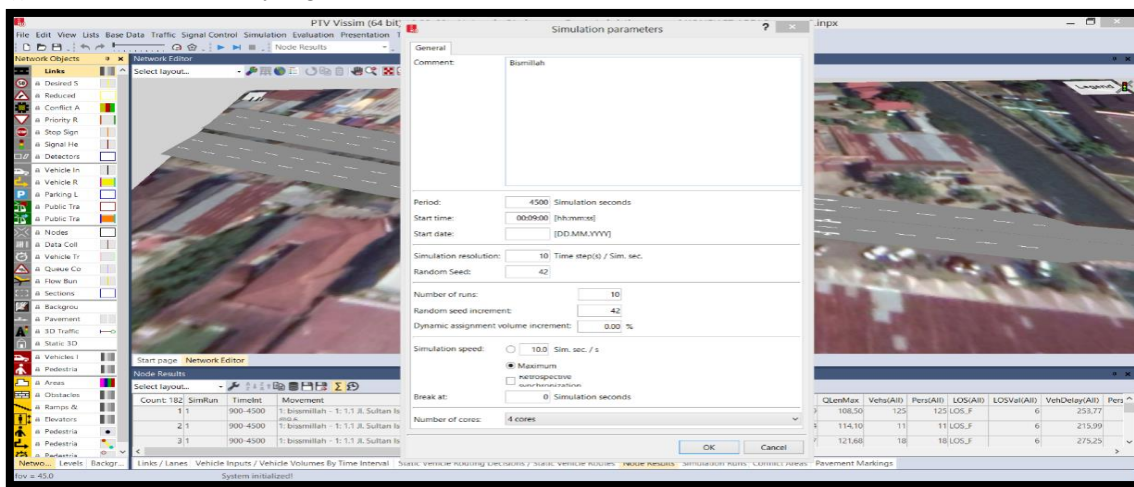 PTV Vissim (64 bit)
.inpx
File Edit View Lists Base Data Traffic Signal Control Simulation Evaluation Presentation
Node Results
Network Objects
Network Editor
Select layout...
Links
Desired S
Reduced
Conflict A
Priority R
Stop Sign
Signal He
Detectors
Vehicle In
Vehicle R
Parking L
Public Tra
Public Tra
Nodes
Data Coll
Vehicle Tr
Queue Co
Flow Bun
Sections
Backgrou
Pavement
3D Traffic
Static 3D
Vehicles I
Pedestria
Areas
Obstacles
Ramps &
Elevators
Pedestria
Pedestria
Pedestria
Netwo... Levels Backgr...
Legend
Simulation parameters
General
Comment: Bismillah
Period: 4500 Simulation seconds
Start time: 00:09:00 [hh:mm:ss]
Start date: [DD.MM.YYYY]
Simulation resolution: 10 Time step(s) / Sim. sec.
Random Seed: 42
Number of runs: 10
Random seed increment: 42
Dynamic assignment volume increment: 0.00 %
Simulation speed: 10.0 Sim. sec. / s
Maximum
Retrospective
synchronization
Break at: 0 Simulation seconds
Number of cores: 4 cores
OK Cancel
Start page Network Editor
Node Results
Select layout...
Count: 182 SimRun TimeInt Movement QLenMax Vehs(All) Pers(All) LOS(All) LOSVal(All) VehDelay(All) Pers
1 1 900-4500 1: bissmillah - 1: 1.1 Jl. Sultan Is 108,50 125 125 LOS_F 6 253,77
2 1 900-4500 1: bissmillah - 1: 1.1 Jl. Sultan Is 114,10 11 11 LOS_F 6 215,99
3 1 900-4500 1: bissmillah - 1: 1.1 Jl. Sultan Is 121,68 18 18 LOS_F 6 275,25
Links / Lanes Vehicle Inputs / Vehicle Volumes By Time Interval Static Vehicle Routing Decisions / Static Vehicle Routes Node Results Simulation Runs Conflict Areas Pavement Markings
fov = 45.0 System initialized!